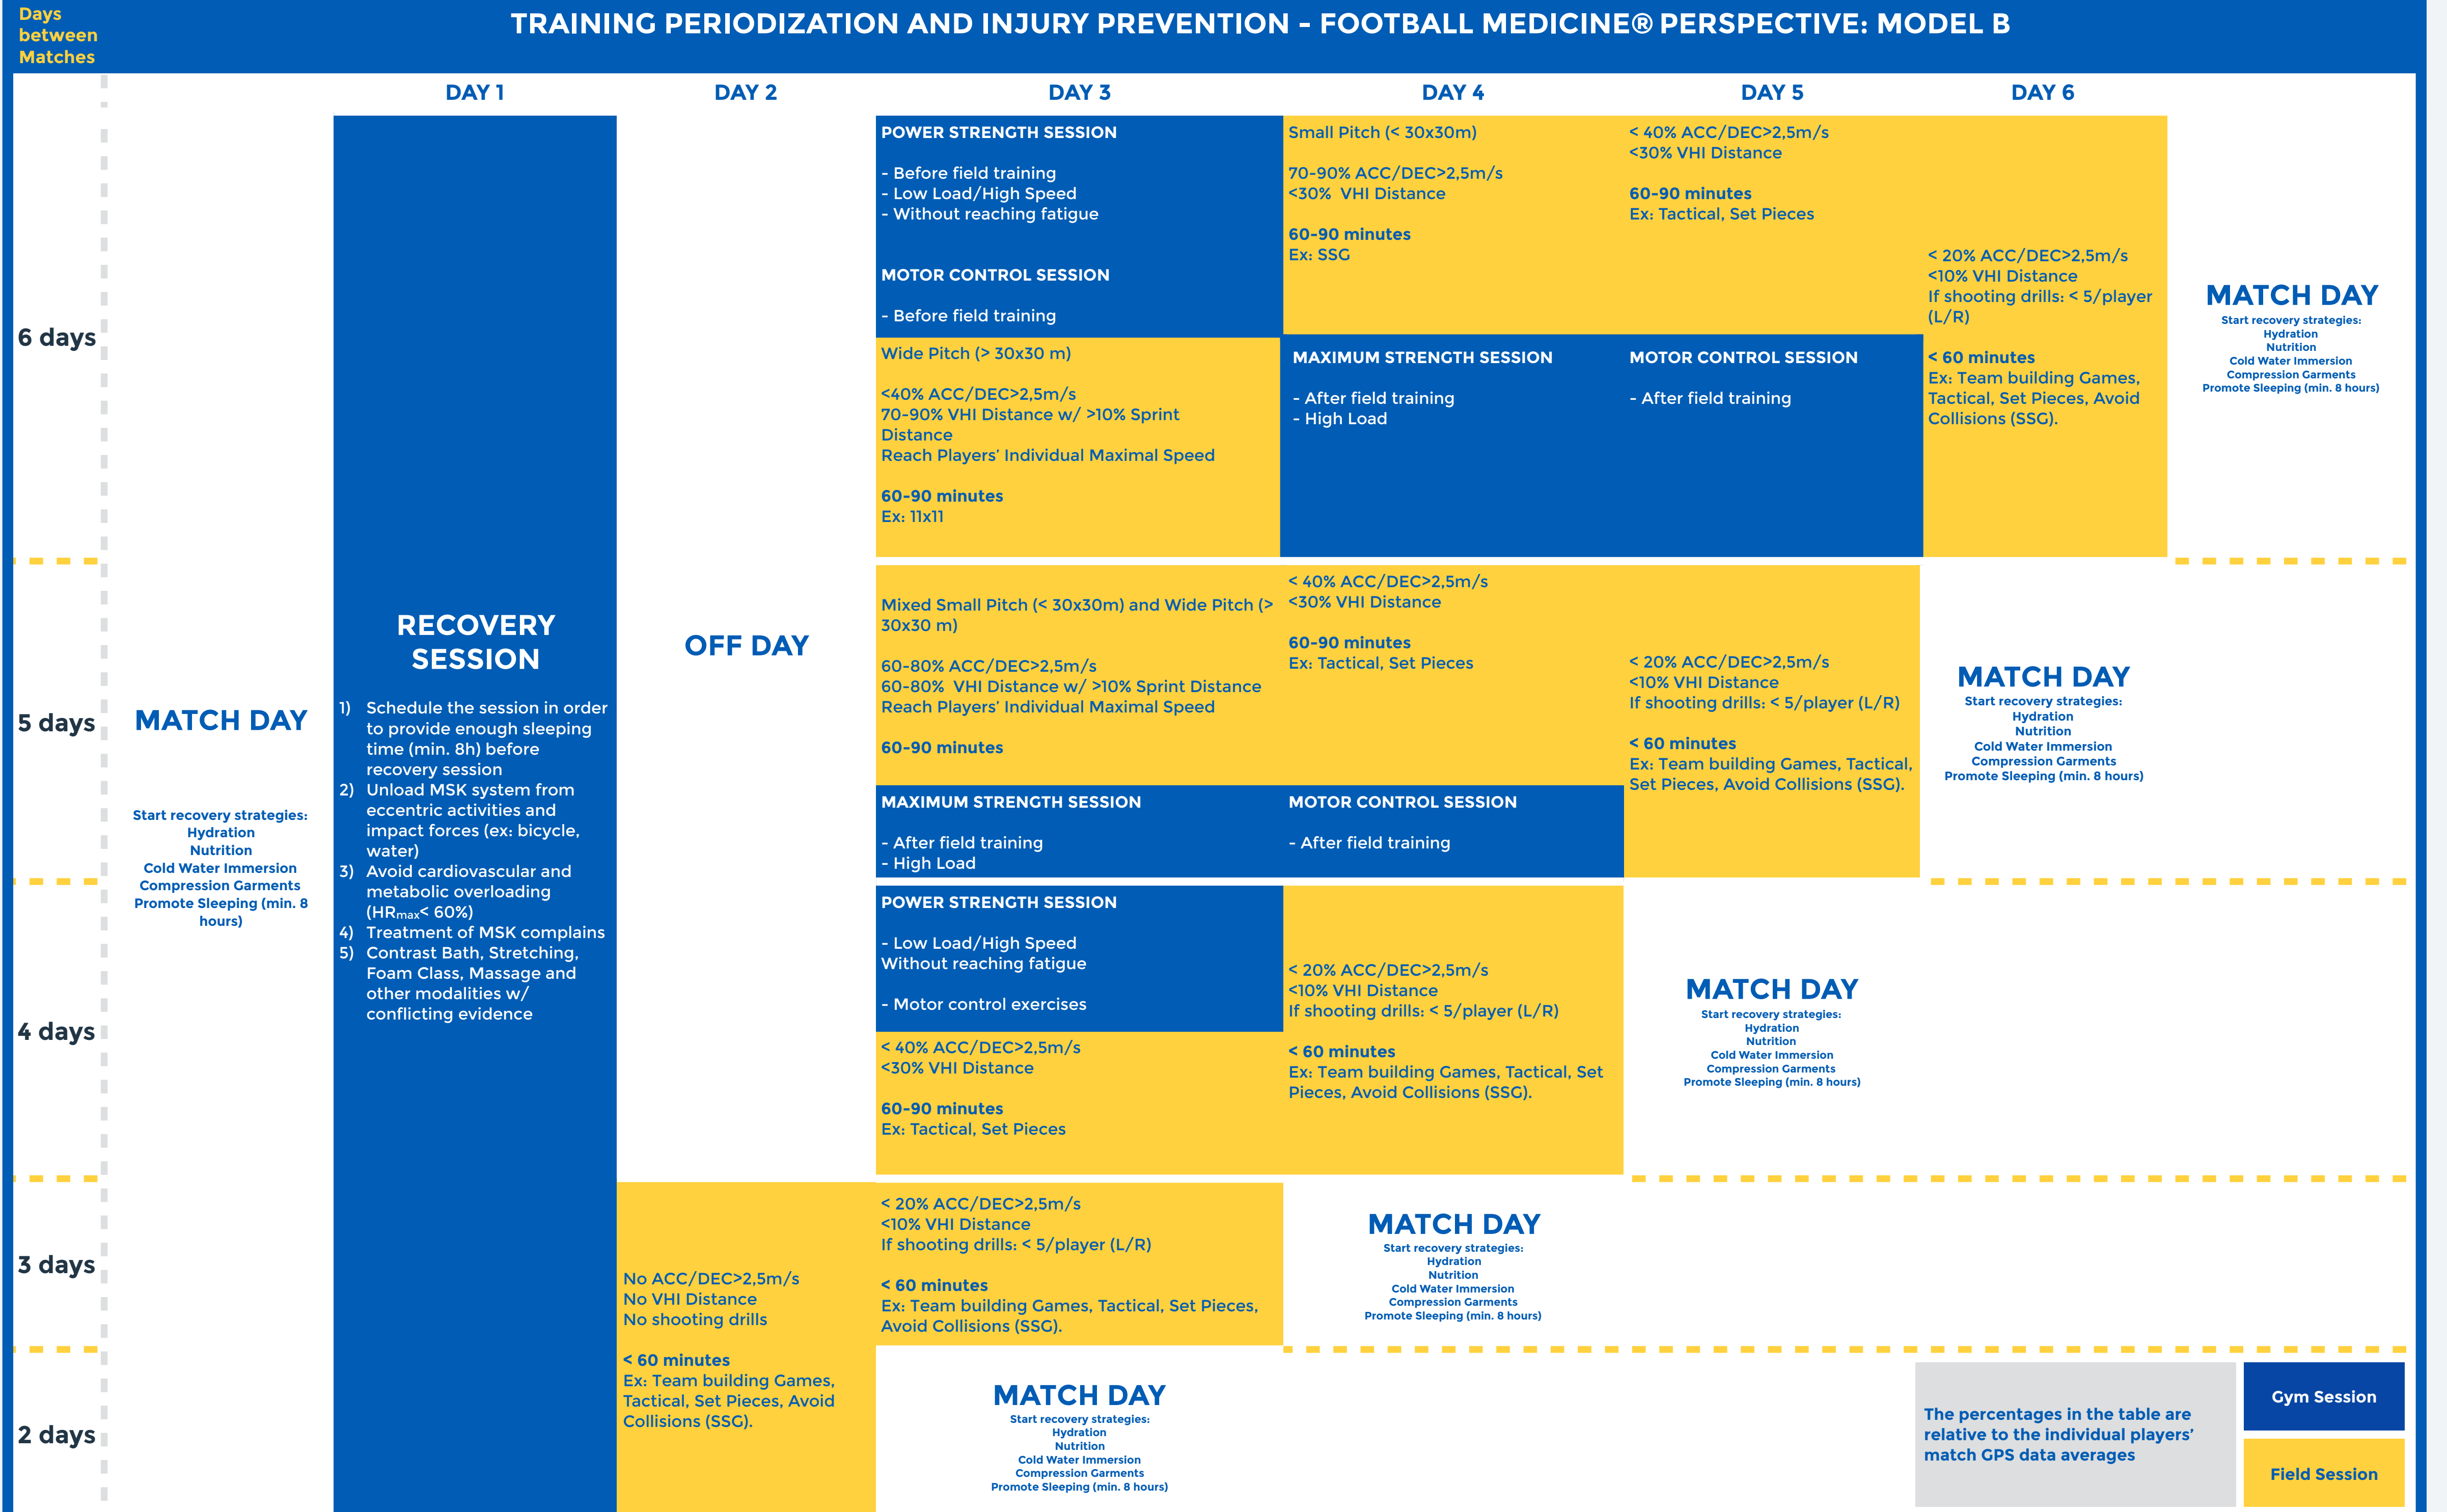 Days
between
Matches
TRAINING PERIODIZATION AND INJURY PREVENTION - FOOTBALL MEDICINE® PERSPECTIVE: MODEL B
DAY 1
DAY 2
DAY 3
DAY 4
DAY 5
DAY 6
6 days
5 days
4 days
3 days
2 days
MATCH DAY
Start recovery strategies:
Hydration
Nutrition
Cold Water Immersion
Compression Garments
Promote Sleeping (min. 8
hours)
RECOVERY
SESSION
1) Schedule the session in order
to provide enough sleeping
time (min. 8h) before
recovery session
2) Unload MSK system from
eccentric activities and
impact forces (ex: bicycle,
water)
3) Avoid cardiovascular and
metabolic overloading
(HRmax< 60%)
4) Treatment of MSK complains
5) Contrast Bath, Stretching,
Foam Class, Massage and
other modalities w/
conflicting evidence
OFF DAY
POWER STRENGTH SESSION
- Before field training
- Low Load/High Speed
- Without reaching fatigue
MOTOR CONTROL SESSION
- Before field training
Wide Pitch (> 30x30 m)
<40% ACC/DEC>2,5m/s
70-90% VHI Distance w/ >10% Sprint
Distance
Reach Players' Individual Maximal Speed
60-90 minutes
Ex: 11x11
Small Pitch (< 30x30m)
70-90% ACC/DEC>2,5m/s
<30% VHI Distance
60-90 minutes
Ex: SSG
MAXIMUM STRENGTH SESSION
- After field training
- High Load
< 40% ACC/DEC>2,5m/s
<30% VHI Distance
60-90 minutes
Ex: Tactical, Set Pieces
MOTOR CONTROL SESSION
- After field training
< 20% ACC/DEC>2,5m/s
<10% VHI Distance
If shooting drills: < 5/player
(L/R)
< 60 minutes
Ex: Team building Games,
Tactical, Set Pieces, Avoid
Collisions (SSG).
MATCH DAY
Start recovery strategies:
Hydration
Nutrition
Cold Water Immersion
Compression Garments
Promote Sleeping (min. 8 hours)
Mixed Small Pitch (< 30x30m) and Wide Pitch (>
30x30 m)
60-80% ACC/DEC>2,5m/s
60-80% VHI Distance w/ >10% Sprint Distance
Reach Players' Individual Maximal Speed
60-90 minutes
MAXIMUM STRENGTH SESSION
- After field training
- High Load
< 40% ACC/DEC>2,5m/s
<30% VHI Distance
60-90 minutes
Ex: Tactical, Set Pieces
MOTOR CONTROL SESSION
- After field training
< 20% ACC/DEC>2,5m/s
<10% VHI Distance
If shooting drills: < 5/player (L/R)
< 60 minutes
Ex: Team building Games, Tactical,
Set Pieces, Avoid Collisions (SSG).
MATCH DAY
Start recovery strategies:
Hydration
Nutrition
Cold Water Immersion
Compression Garments
Promote Sleeping (min. 8 hours)
POWER STRENGTH SESSION
- Low Load/High Speed
Without reaching fatigue
- Motor control exercises
< 40% ACC/DEC>2,5m/s
<30% VHI Distance
60-90 minutes
Ex: Tactical, Set Pieces
< 20% ACC/DEC>2,5m/s
<10% VHI Distance
If shooting drills: < 5/player (L/R)
< 60 minutes
Ex: Team building Games, Tactical, Set
Pieces, Avoid Collisions (SSG).
MATCH DAY
Start recovery strategies:
Hydration
Nutrition
Cold Water Immersion
Compression Garments
Promote Sleeping (min. 8 hours)
No ACC/DEC>2,5m/s
No VHI Distance
No shooting drills
< 60 minutes
Ex: Team building Games,
Tactical, Set Pieces, Avoid
Collisions (SSG).
< 20% ACC/DEC>2,5m/s
<10% VHI Distance
If shooting drills: < 5/player (L/R)
< 60 minutes
Ex: Team building Games, Tactical, Set Pieces,
Avoid Collisions (SSG).
MATCH DAY
Start recovery strategies:
Hydration
Nutrition
Cold Water Immersion
Compression Garments
Promote Sleeping (min. 8 hours)
MATCH DAY
Start recovery strategies:
Hydration
Nutrition
Cold Water Immersion
Compression Garments
Promote Sleeping (min. 8 hours)
The percentages in the table are
relative to the individual players'
match GPS data averages
Gym Session
Field Session